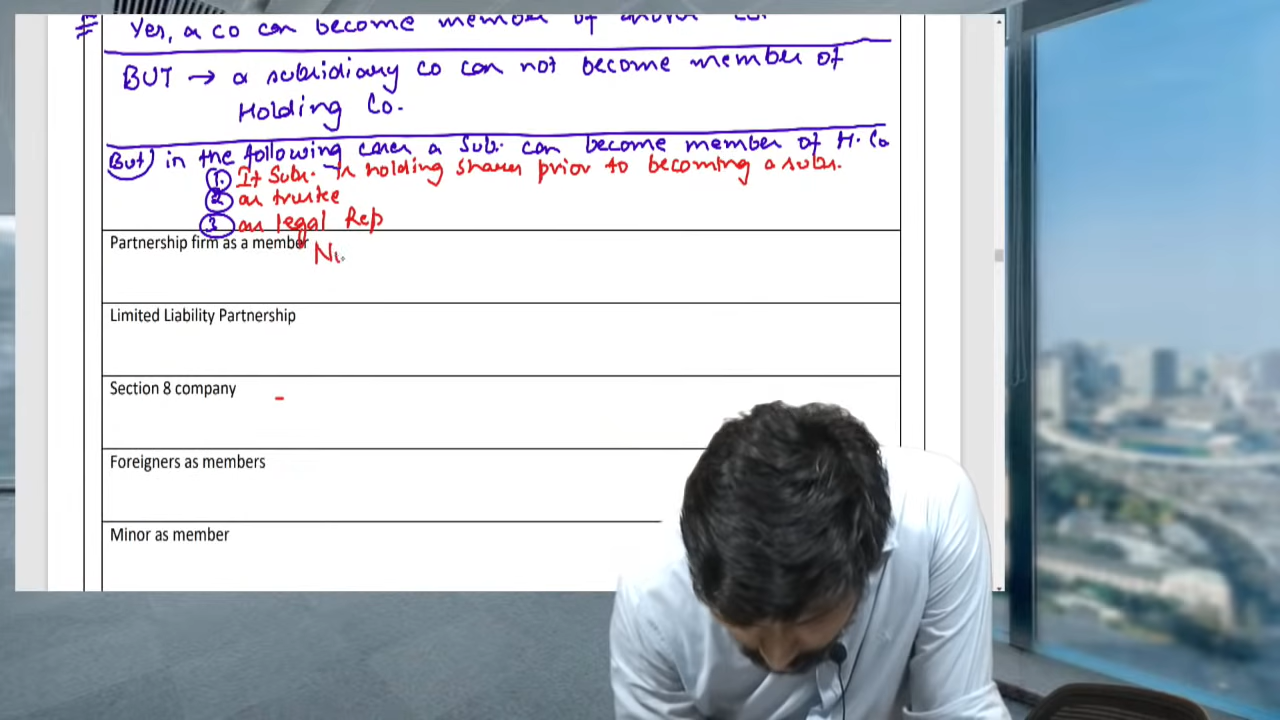 Yes, a co can become member of
BUT → a subsidiary co can not become member of
Holding Co.
But) in the following cases a Sub. can become member of H. Co
1. If Subs. is holding shares prior to becoming a subs.
2 as trustee
3 as legal Rep
Partnership firm as a member
Limited Liability Partnership
Section 8 company -
Foreigners as members
Minor as member